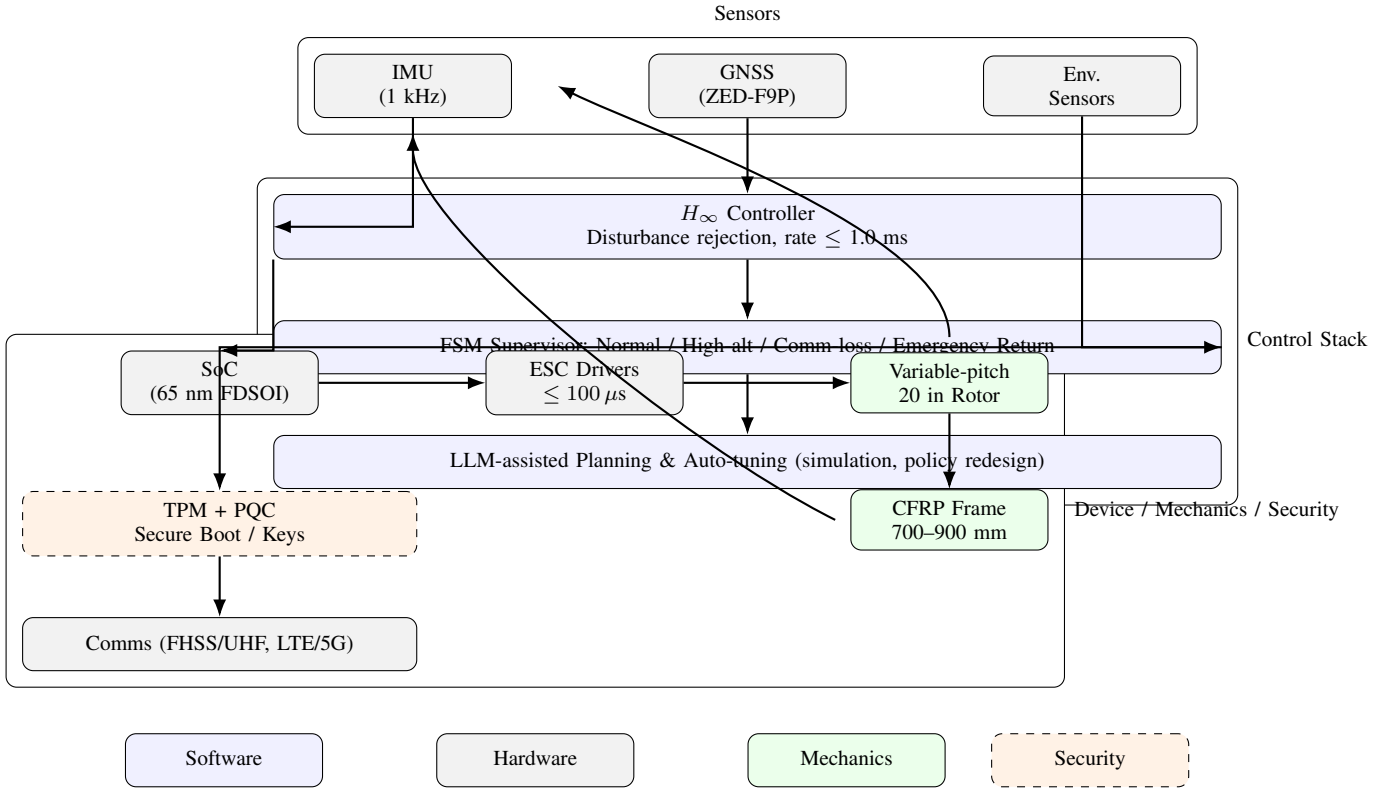 Sensors
IMU
(1 kHz)
GNSS
(ZED-F9P)
Env.
Sensors
H∞ Controller
Disturbance rejection, rate ≤ 1.0 ms
FSM Supervisor: Normal / High-alt / Comm-loss / Emergency Return
Control Stack
SoC
(65 nm FDSOI)
ESC Drivers
≤ 100 μs
Variable-pitch
20 in Rotor
LLM-assisted Planning & Auto-tuning (simulation, policy redesign)
TPM + PQC
Secure Boot / Keys
CFRP Frame
700–900 mm
Device / Mechanics / Security
Comms (FHSS/UHF, LTE/5G)
Software
Hardware
Mechanics
Security